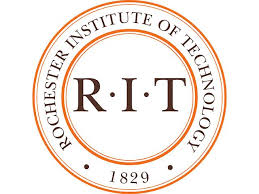 ROCHESTER INSTITUTE OF TECHNOLOGY
R·I·T
· 1829 ·